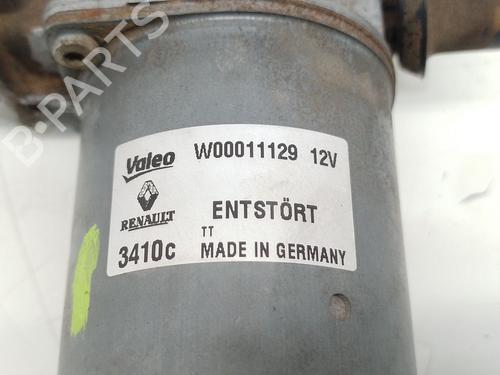 B-PARTS
Valeo W00011129 12V
RENAULT ENTSTÖRT
TT
3410c MADE IN GERMANY